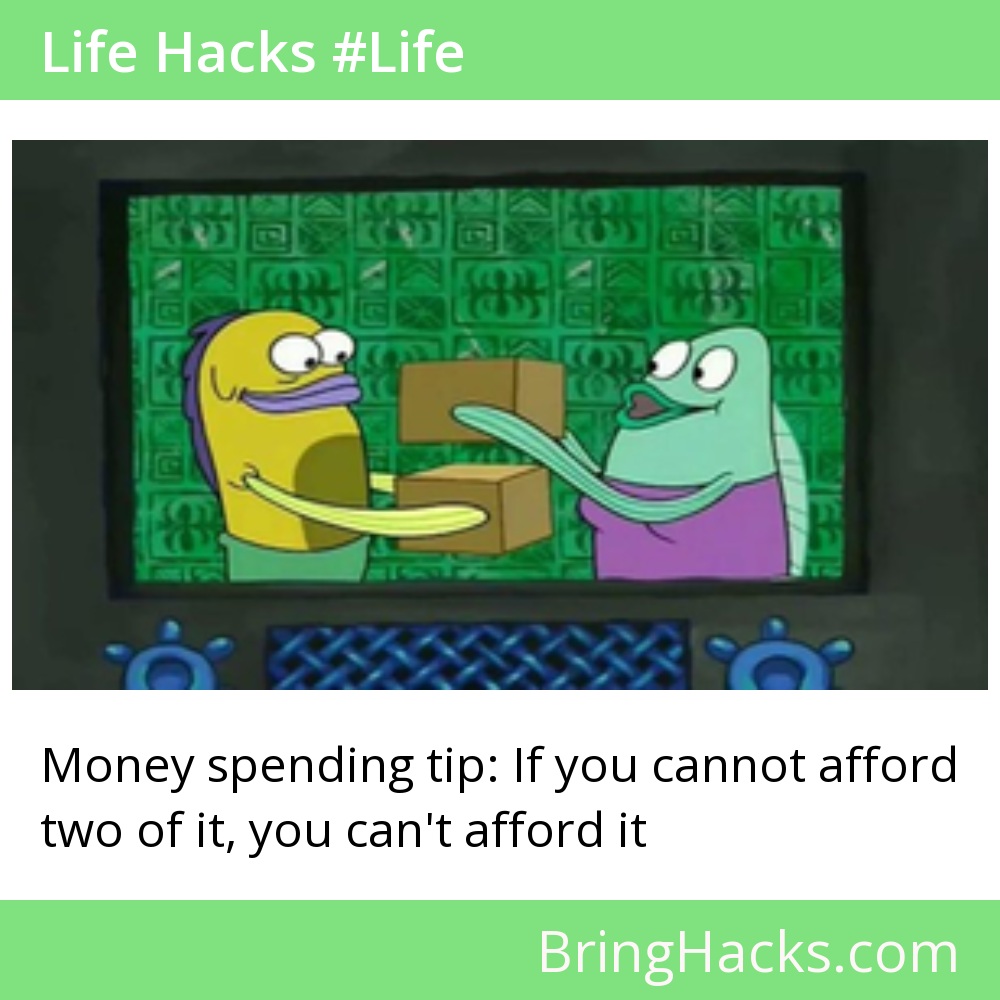 Life Hacks #Life
Money spending tip: If you cannot afford
two of it, you can't afford it
BringHacks.com